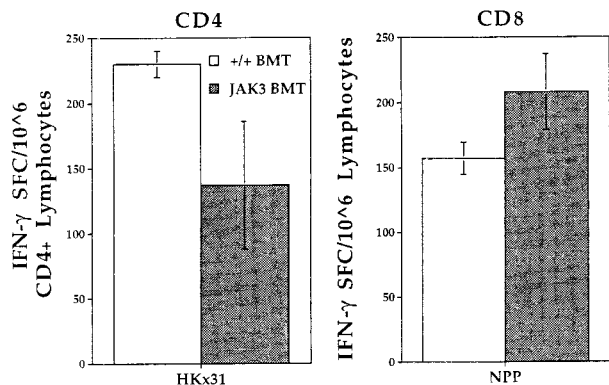 CD4
IFN-γ SFC/10^6
CD4+ Lymphocytes
250
200
150
100
50
0
+/+ BMT
JAK3 BMT
HKx31
CD8
IFN-γ SFC/10^6 Lymphocytes
250
200
150
100
50
0
NPP